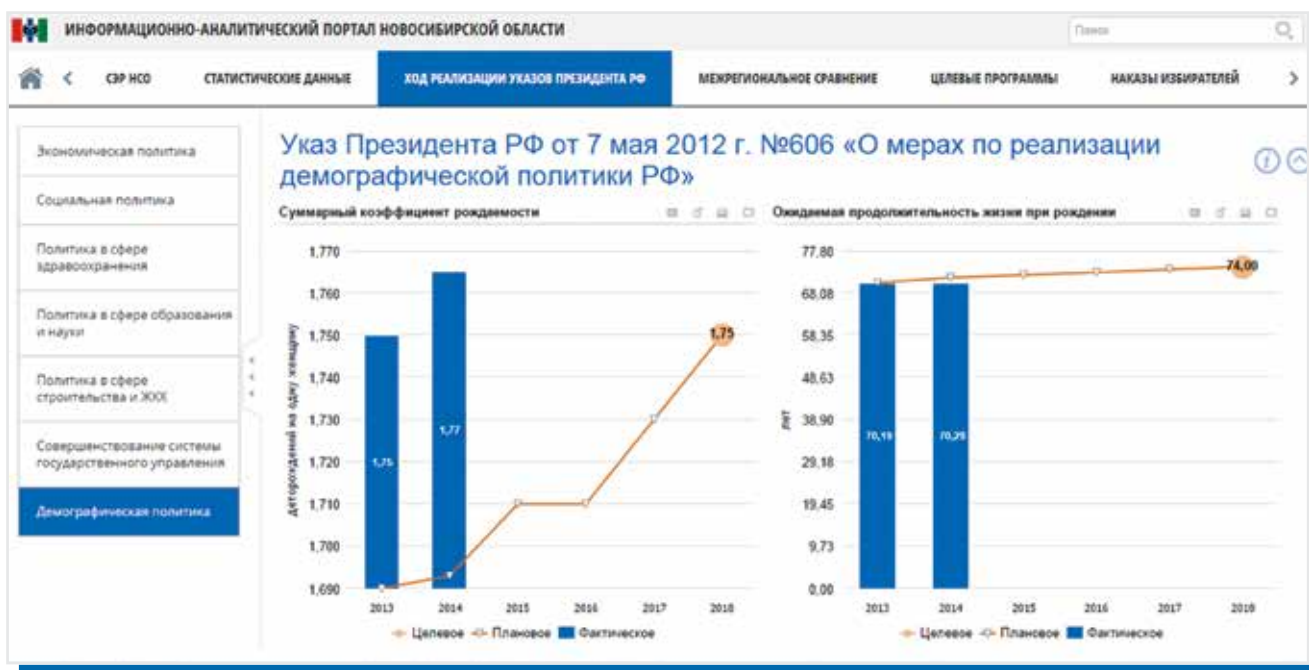 ИНФОРМАЦИОННО-АНАЛИТИЧЕСКИЙ ПОРТАЛ НОВОСИБИРСКОЙ ОБЛАСТИ
Поиск
СЭР НСО
СТАТИСТИЧЕСКИЕ ДАННЫЕ
ХОД РЕАЛИЗАЦИИ УКАЗОВ ПРЕЗИДЕНТА РФ
МЕЖРЕГИОНАЛЬНОЕ СРАВНЕНИЕ
ЦЕЛЕВЫЕ ПРОГРАММЫ
НАКАЗЫ ИЗБИРАТЕЛЕЙ
Экономическая политика
Социальная политика
Политика в сфере
здравоохранения
Политика в сфере образования
и науки
Политика в сфере
строительства и ЖКХ
Совершенствование системы
государственного управления
Демографическая политика
Указ Президента РФ от 7 мая 2012 г. №606 «О мерах по реализации
демографической политики РФ»
Суммарный коэффициент рождаемости
деторождений на одну женщину
1,770
1,760
1,750
1,740
1,730
1,720
1,710
1,700
1,690
1,75
1,77
1,75
2013 2014 2015 2016 2017 2018
Целевое Плановое Фактическое
Ожидаемая продолжительность жизни при рождении
лет
77,80
68,08
58,35
48,63
38,90
29,18
19,45
9,73
0,00
70,19
70,25
74,00
2013 2014 2015 2016 2017 2018
Целевое Плановое Фактическое